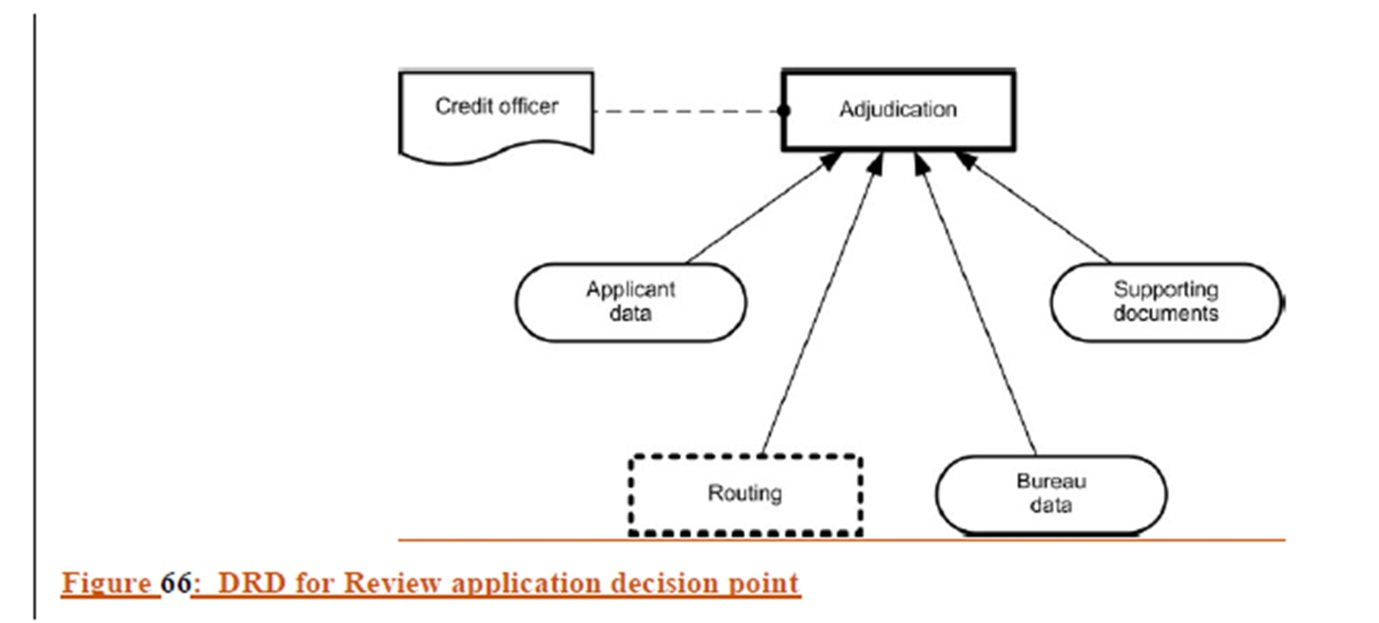 Credit officer
Adjudication
Applicant
data
Supporting
documents
Routing
Bureau
data
Figure 66: DRD for Review application decision point